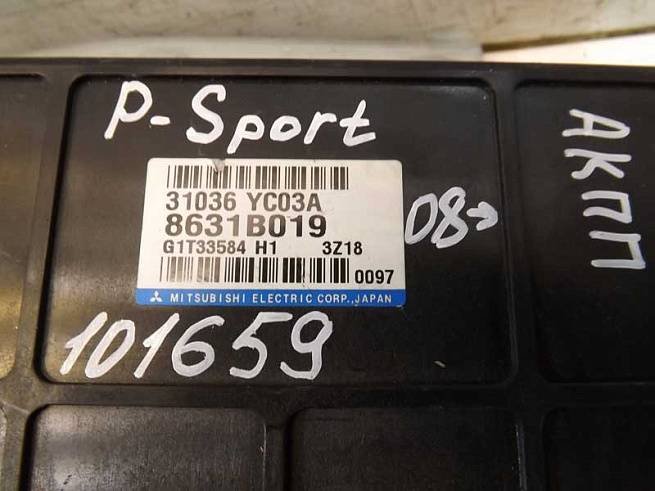 P-Sport
31036 YC03A
8631B019
G1T33584 H1 3Z18
0097
MITSUBISHI ELECTRIC CORP., JAPAN
08→
101659
АКПП